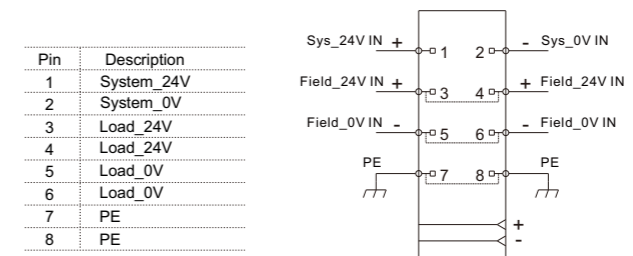 Pin Description
1 System_24V
2 System_0V
3 Load_24V
4 Load_24V
5 Load_0V
6 Load_0V
7 PE
8 PE
Sys_24V IN + 1 2 - Sys_0V IN
Field_24V IN + 3 4 + Field_24V IN
Field_0V IN - 5 6 - Field_0V IN
PE 7 8 PE
+
-